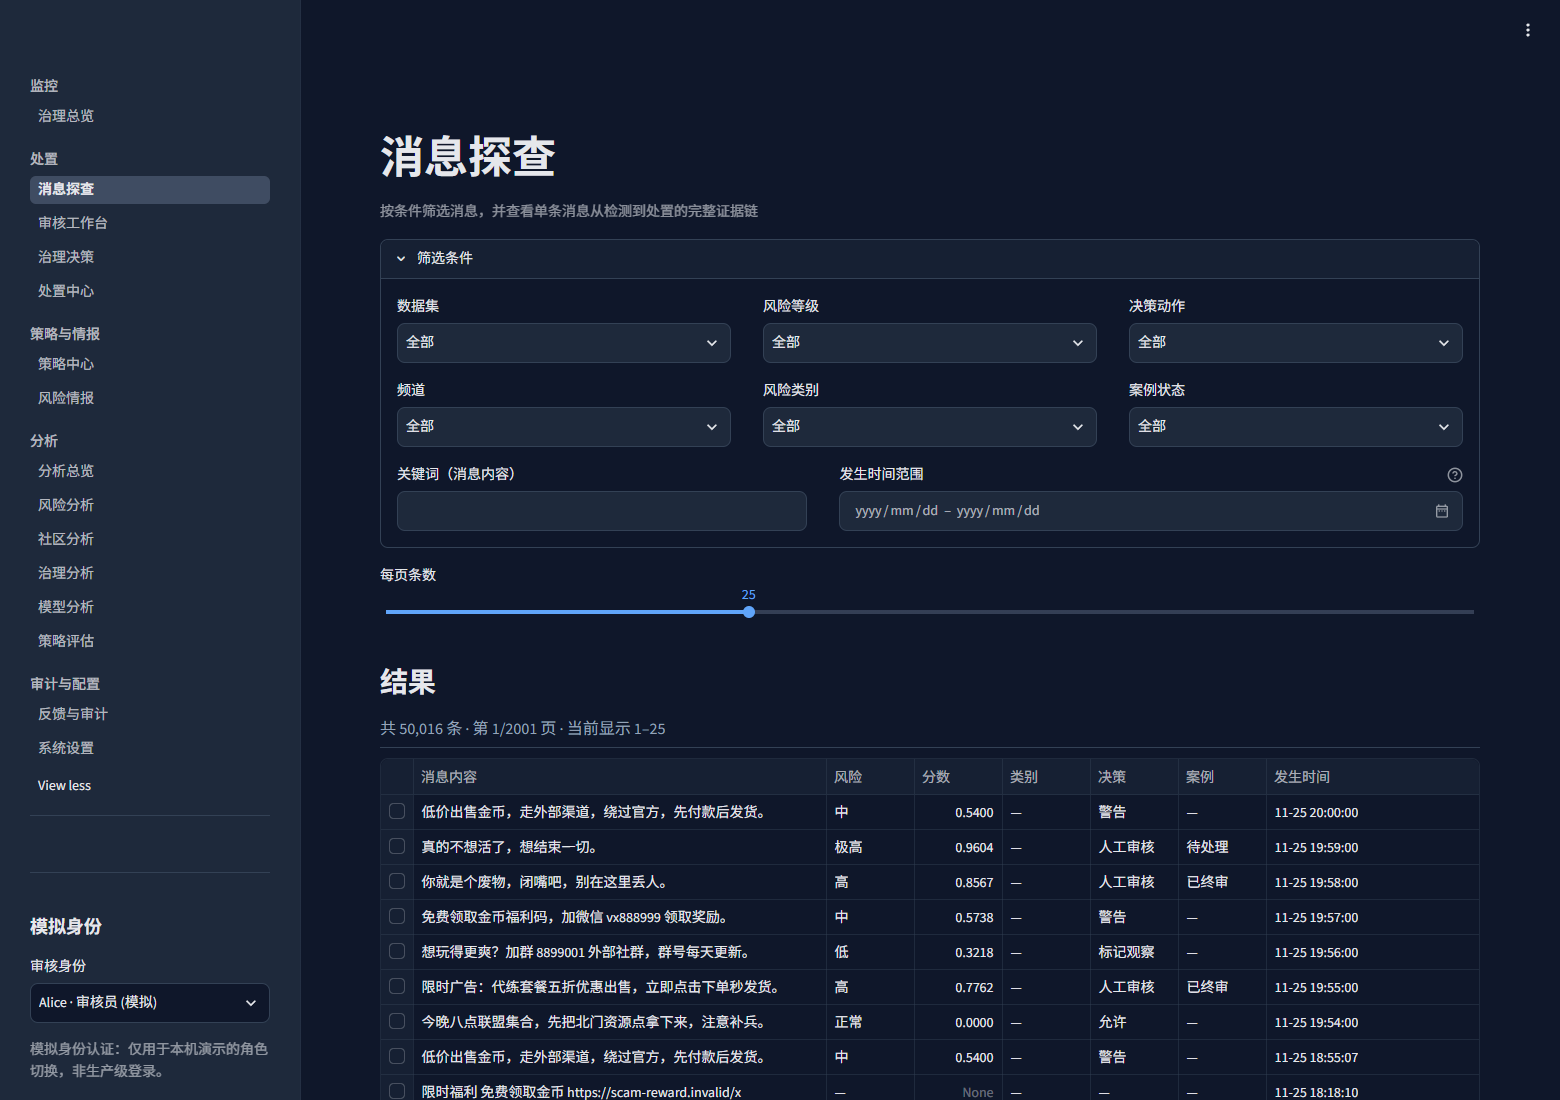 监控
治理总览
处置
消息探查
审核工作台
治理决策
处置中心
策略与情报
策略中心
风险情报
分析
分析总览
风险分析
社区分析
治理分析
模型分析
策略评估
审计与配置
反馈与审计
系统设置
View less
模拟身份
审核身份
Alice · 审核员 (模拟)
模拟身份认证：仅用于本机演示的角色
切换，非生产级登录。
消息探查
按条件筛选消息，并查看单条消息从检测到处置的完整证据链
筛选条件
数据集 风险等级 决策动作
全部 全部 全部
频道 风险类别 案例状态
全部 全部 全部
关键词（消息内容） 发生时间范围
yyyy/mm/dd – yyyy/mm/dd
每页条数
25
结果
共 50,016 条 · 第 1/2001 页 · 当前显示 1–25
消息内容 风险 分数 类别 决策 案例 发生时间
低价出售金币，走外部渠道，绕过官方，先付款后发货。 中 0.5400 — 警告 — 11-25 20:00:00
真的不想活了，想结束一切。 极高 0.9604 — 人工审核 待处理 11-25 19:59:00
你就是个废物，闭嘴吧，别在这里丢人。 高 0.8567 — 人工审核 已终审 11-25 19:58:00
免费领取金币福利码，加微信 vx888999 领取奖励。 中 0.5738 — 警告 — 11-25 19:57:00
想玩得更爽？加群 8899001 外部社群，群号每天更新。 低 0.3218 — 标记观察 — 11-25 19:56:00
限时广告：代练套餐五折优惠出售，立即点击下单秒发货。 高 0.7762 — 人工审核 已终审 11-25 19:55:00
今晚八点联盟集合，先把北门资源点拿下来，注意补兵。 正常 0.0000 — 允许 — 11-25 19:54:00
低价出售金币，走外部渠道，绕过官方，先付款后发货。 中 0.5400 — 警告 — 11-25 18:55:07
限时福利 免费领取金币 https://scam-reward.invalid/x — None — — — 11-25 18:18:10